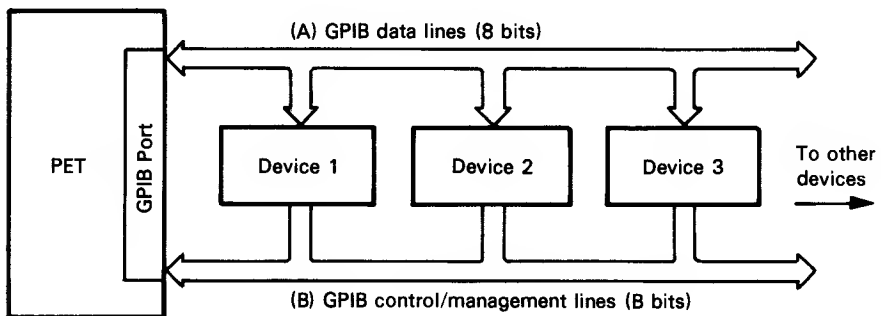 (A) GPIB data lines (8 bits)
PET
GPIB Port
Device 1
Device 2
Device 3
To other
devices
(B) GPIB control/management lines (B bits)